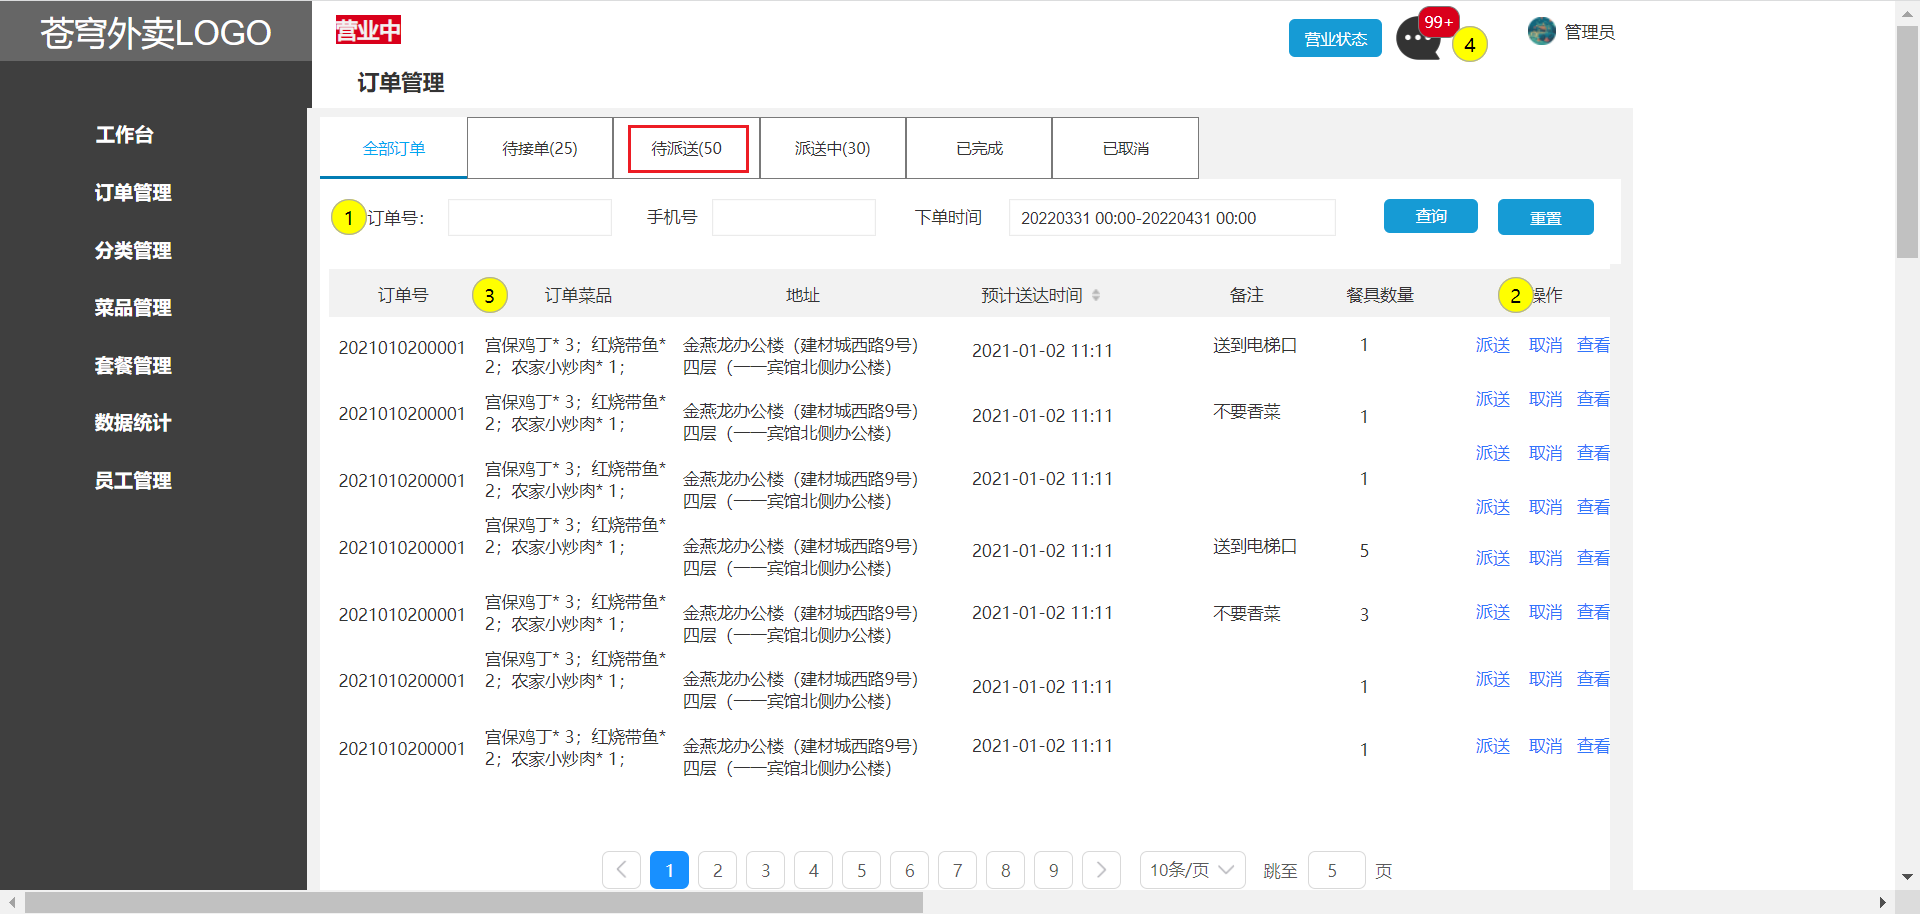 苍穹外卖LOGO
营业中
营业状态
99+
4
管理员
订单管理
工作台
订单管理
分类管理
菜品管理
套餐管理
数据统计
员工管理
全部订单 待接单(25) 待派送(50 派送中(30) 已完成 已取消
1 订单号： 手机号 下单时间 20220331 00:00-20220431 00:00 查询 重置
订单号 3 订单菜品 地址 预计送达时间 备注 餐具数量 2 操作
2021010200001 宫保鸡丁* 3；红烧带鱼* 金燕龙办公楼（建材城西路9号） 2021-01-02 11:11 送到电梯口 1 派送 取消 查看
2；农家小炒肉* 1； 四层（一一宾馆北侧办公楼）
2021010200001 宫保鸡丁* 3；红烧带鱼* 金燕龙办公楼（建材城西路9号） 2021-01-02 11:11 不要香菜 1 派送 取消 查看
2；农家小炒肉* 1； 四层（一一宾馆北侧办公楼）
2021010200001 宫保鸡丁* 3；红烧带鱼* 金燕龙办公楼（建材城西路9号） 2021-01-02 11:11 1 派送 取消 查看
2；农家小炒肉* 1； 四层（一一宾馆北侧办公楼）
派送 取消 查看
2021010200001 宫保鸡丁* 3；红烧带鱼* 金燕龙办公楼（建材城西路9号） 2021-01-02 11:11 送到电梯口 5 派送 取消 查看
2；农家小炒肉* 1； 四层（一一宾馆北侧办公楼）
2021010200001 宫保鸡丁* 3；红烧带鱼* 金燕龙办公楼（建材城西路9号） 2021-01-02 11:11 不要香菜 3 派送 取消 查看
2；农家小炒肉* 1； 四层（一一宾馆北侧办公楼）
2021010200001 宫保鸡丁* 3；红烧带鱼* 金燕龙办公楼（建材城西路9号） 2021-01-02 11:11 1 派送 取消 查看
2；农家小炒肉* 1； 四层（一一宾馆北侧办公楼）
2021010200001 宫保鸡丁* 3；红烧带鱼* 金燕龙办公楼（建材城西路9号） 2021-01-02 11:11 1 派送 取消 查看
2；农家小炒肉* 1； 四层（一一宾馆北侧办公楼）
1 2 3 4 5 6 7 8 9 10条/页 跳至 5 页